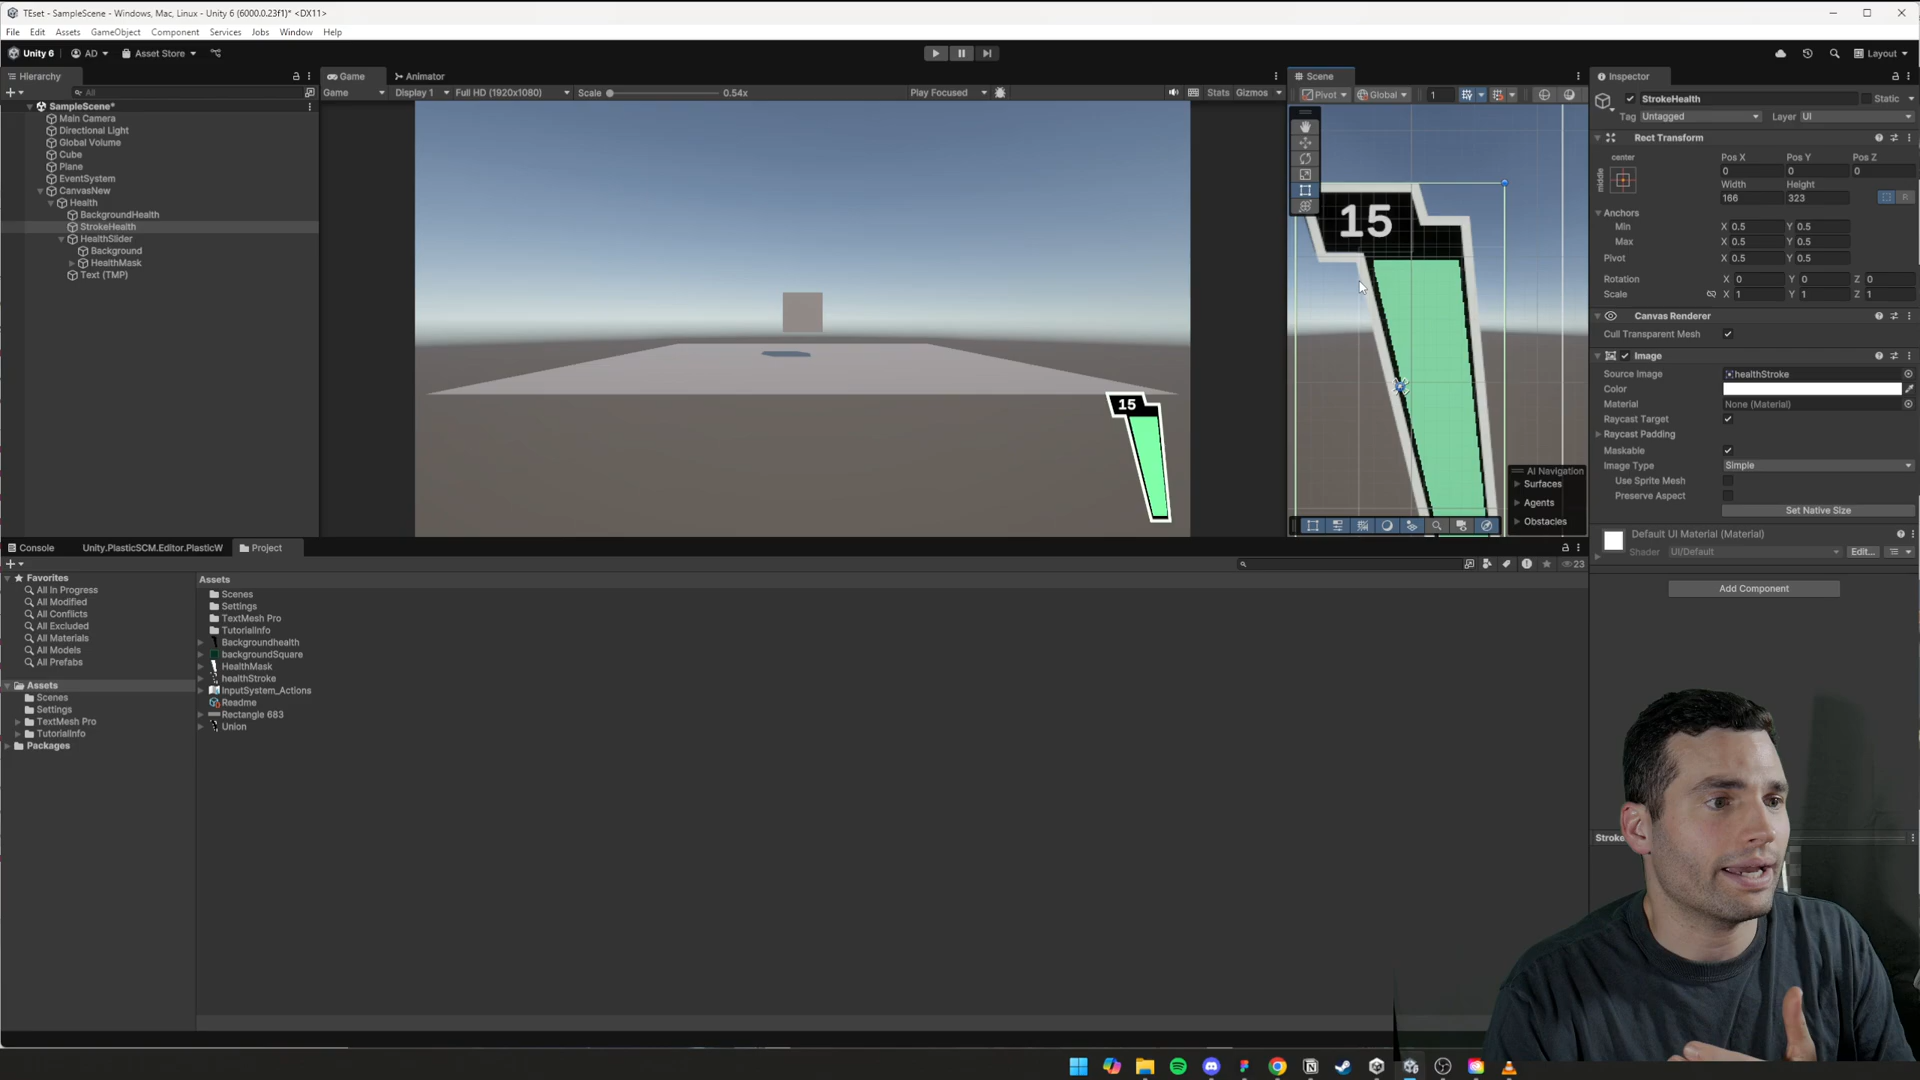 TEset - SampleScene - Windows, Mac, Linux - Unity 6 (6000.0.23f1)* <DX11>
File Edit Assets GameObject Component Services Jobs Window Help
Unity 6 AD Asset Store Layout
Hierarchy
All
SampleScene*
Main Camera
Directional Light
Global Volume
Cube
Plane
EventSystem
CanvasNew
Health
BackgroundHealth
StrokeHealth
HealthSlider
Background
HealthMask
Text (TMP)
Game Animator
Game Display 1 Full HD (1920x1080) Scale 0.54x Play Focused Stats Gizmos
15
Scene
Pivot Global 1
15
AI Navigation
Surfaces
Agents
Obstacles
Inspector
StrokeHealth Static
Tag Untagged Layer UI
Rect Transform
center
middle
Pos X Pos Y Pos Z
0 0 0
Width Height
166 323
R
Anchors
Min X 0.5 Y 0.5
Max X 0.5 Y 0.5
Pivot X 0.5 Y 0.5
Rotation X 0 Y 0 Z 0
Scale X 1 Y 1 Z 1
Canvas Renderer
Cull Transparent Mesh
Image
Source Image healthStroke
Color
Material None (Material)
Raycast Target
Raycast Padding
Maskable
Image Type Simple
Use Sprite Mesh
Preserve Aspect
Set Native Size
Default UI Material (Material)
Shader UI/Default Edit...
Add Component
Stroke
Console Unity.PlasticSCM.Editor.PlasticW Project
23
Favorites
All In Progress
All Modified
All Conflicts
All Excluded
All Materials
All Models
All Prefabs
Assets
Scenes
Settings
TextMesh Pro
TutorialInfo
Packages
Assets
Scenes
Settings
TextMesh Pro
TutorialInfo
Backgroundhealth
backgroundSquare
HealthMask
healthStroke
InputSystem_Actions
Readme
Rectangle 683
Union